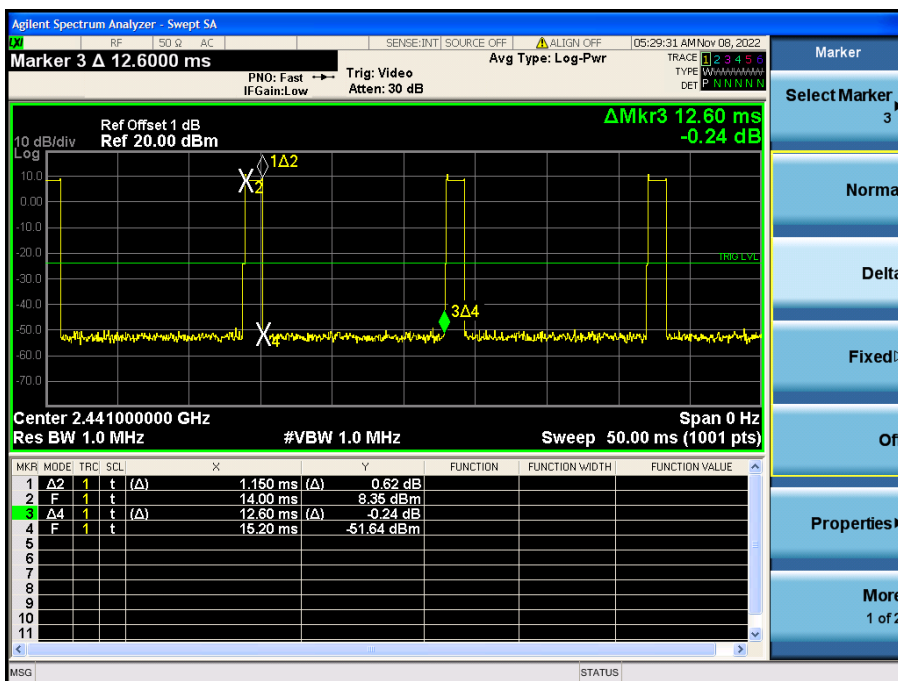 Agilent Spectrum Analyzer - Swept SA
LXI RF 50 Ω AC SENSE:INT SOURCE OFF ALIGN OFF 05:29:31 AM Nov 08, 2022
Marker 3 Δ 12.6000 ms
PNO: Fast
IFGain:Low
Trig: Video
Atten: 30 dB
Avg Type: Log-Pwr
TRACE 1 2 3 4 5 6
TYPE WWWWWW
DET P N N N N N
ΔMkr3 12.60 ms
-0.24 dB
Ref Offset 1 dB
10 dB/div Ref 20.00 dBm
Log
10.0
0.00
-10.0
-20.0
-30.0
-40.0
-50.0
-60.0
-70.0
1Δ2
2
TRIG LVL
3Δ4
4
Center 2.441000000 GHz Span 0 Hz
Res BW 1.0 MHz #VBW 1.0 MHz Sweep 50.00 ms (1001 pts)
MKR MODE TRC SCL X Y FUNCTION FUNCTION WIDTH FUNCTION VALUE
1 Δ2 1 t (Δ) 1.150 ms (Δ) 0.62 dB
2 F 1 t 14.00 ms 8.35 dBm
3 Δ4 1 t (Δ) 12.60 ms (Δ) -0.24 dB
4 F 1 t 15.20 ms -51.64 dBm
5
6
7
8
9
10
11
MSG STATUS
Marker
Select Marker
3
Norma
Delta
Fixed
Of
Properties
More
1 of 2